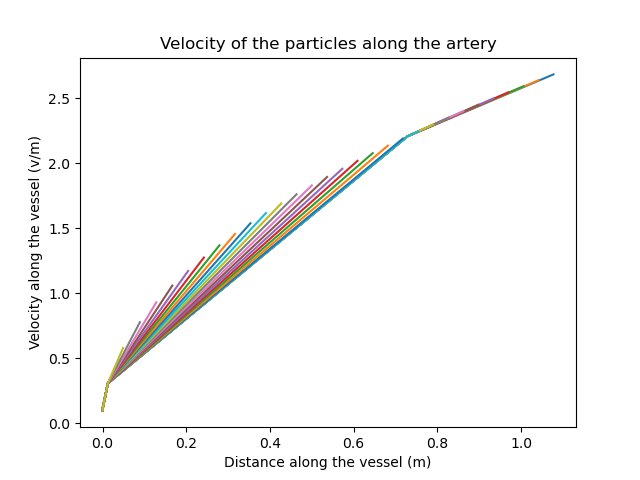 Velocity of the particles along the artery
Velocity along the vessel (v/m)
2.5
2.0
1.5
1.0
0.5
0.0
0.0 0.2 0.4 0.6 0.8 1.0
Distance along the vessel (m)